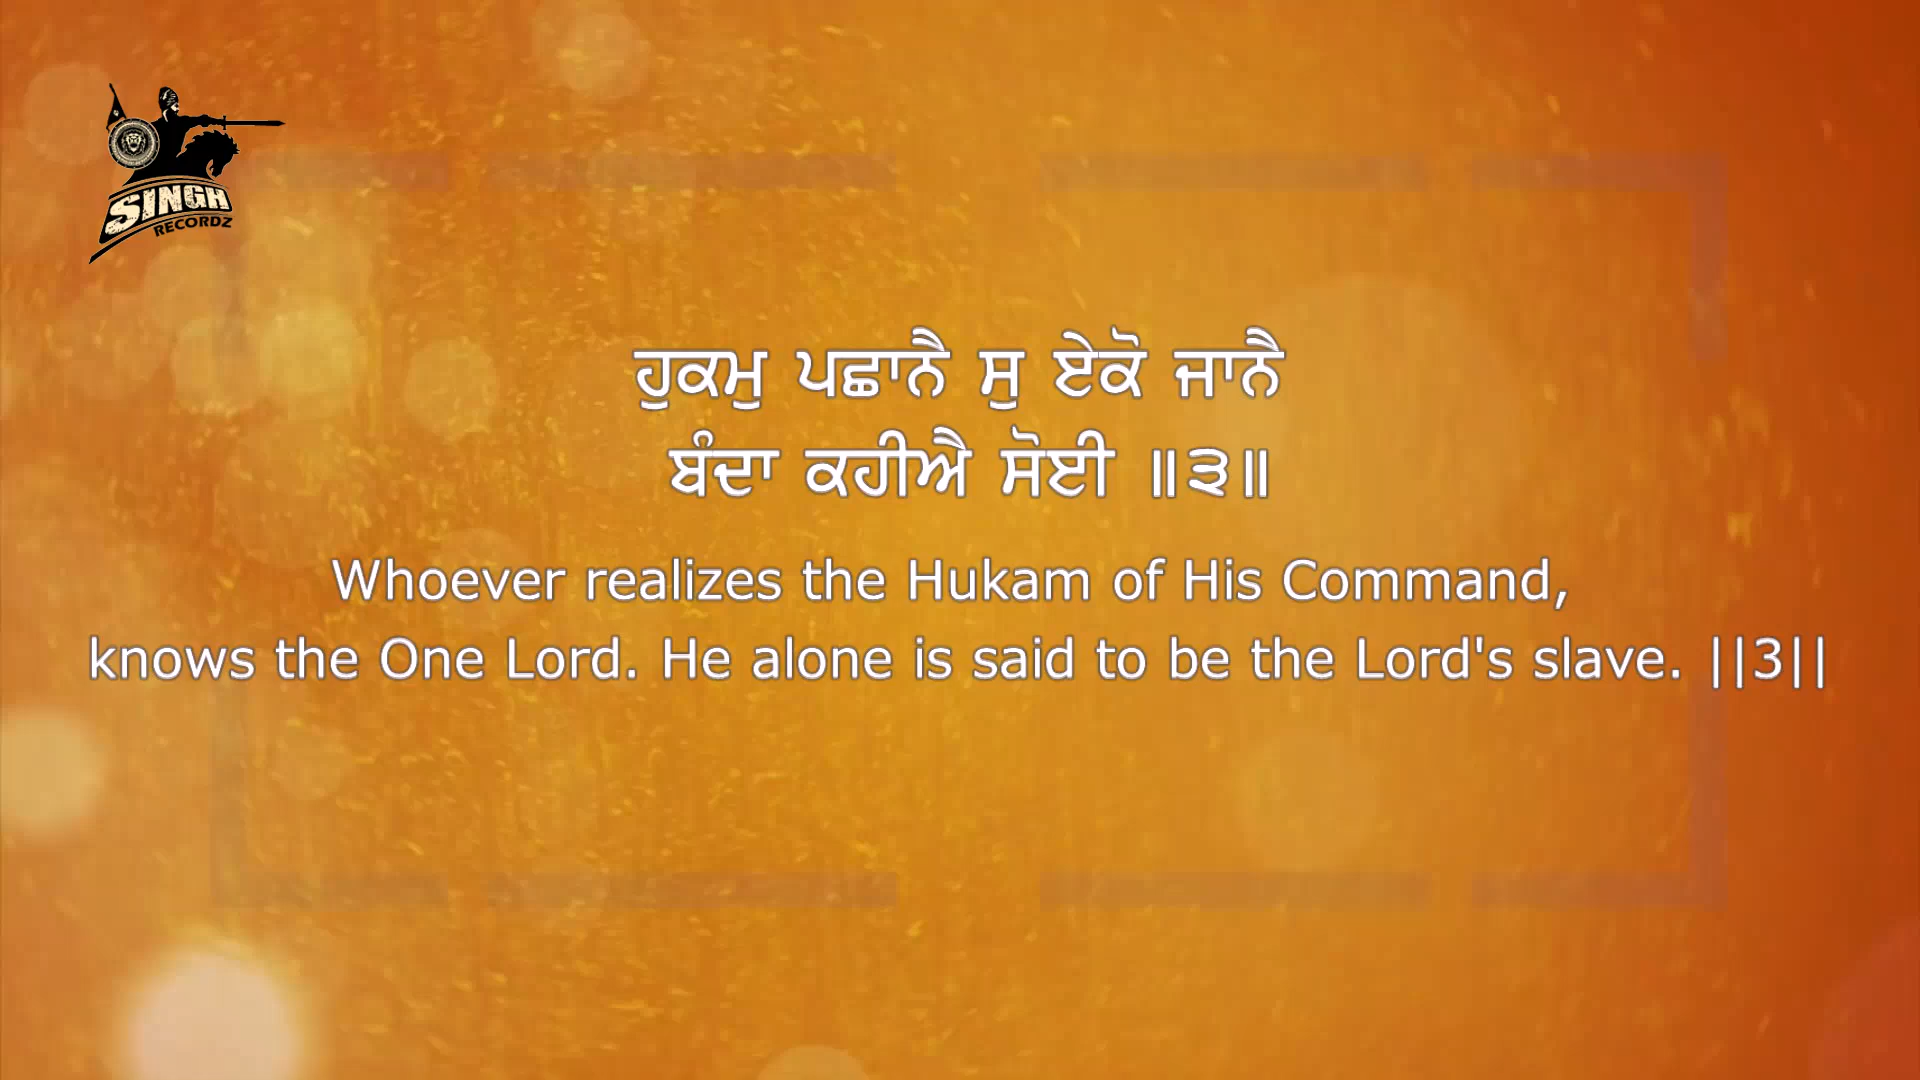 SINGH
RECORDZ
ਹੁਕਮੁ ਪਛਾਨੈ ਸੁ ਏਕੋ ਜਾਨੈ
ਬੰਦਾ ਕਹੀਐ ਸੋਈ ॥੩॥
Whoever realizes the Hukam of His Command,
knows the One Lord. He alone is said to be the Lord's slave. ||3||